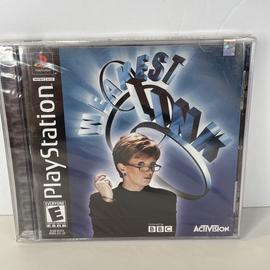 PlayStation
WEAKEST
LINK
EVERYONE
E
BBC
ACTIVISION